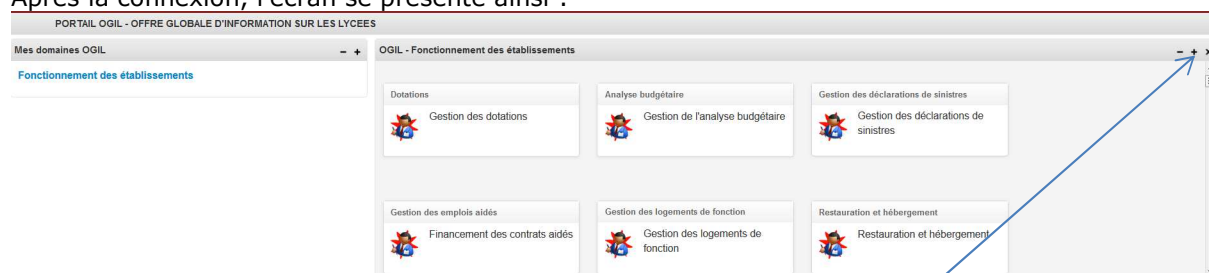 Après la connexion, l'écran se présente ainsi :
PORTAIL OGIL - OFFRE GLOBALE D'INFORMATION SUR LES LYCEES
Mes domaines OGIL - +
Fonctionnement des établissements
OGIL - Fonctionnement des établissements - + x
Dotations
Gestion des dotations
Analyse budgétaire
Gestion de l'analyse budgétaire
Gestion des déclarations de sinistres
Gestion des déclarations de
sinistres
Gestion des emplois aidés
Financement des contrats aidés
Gestion des logements de fonction
Gestion des logements de
fonction
Restauration et hébergement
Restauration et hébergement